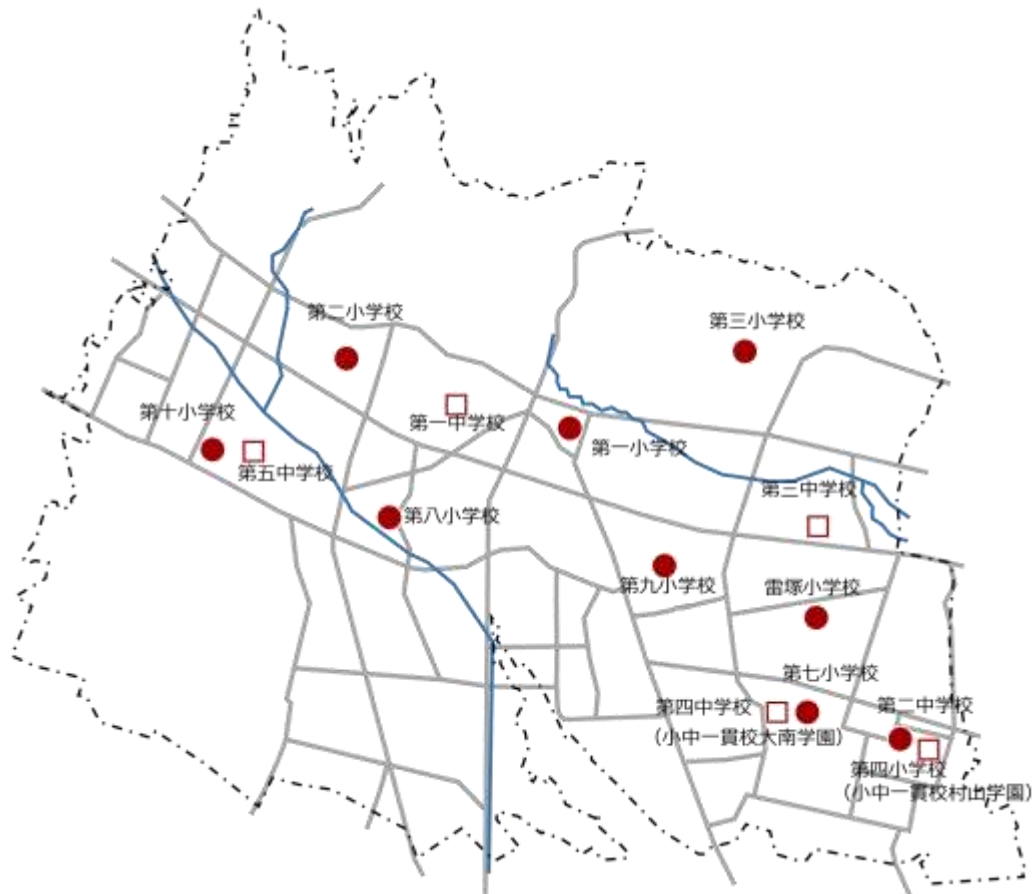 第二小学校
第三小学校
第十小学校
第一中学校
第一小学校
第五中学校
第三中学校
第八小学校
第九小学校
雷塚小学校
第七小学校
第四中学校
(小中一貫校大南学園)
第二中学校
第四小学校
(小中一貫校村山学園)